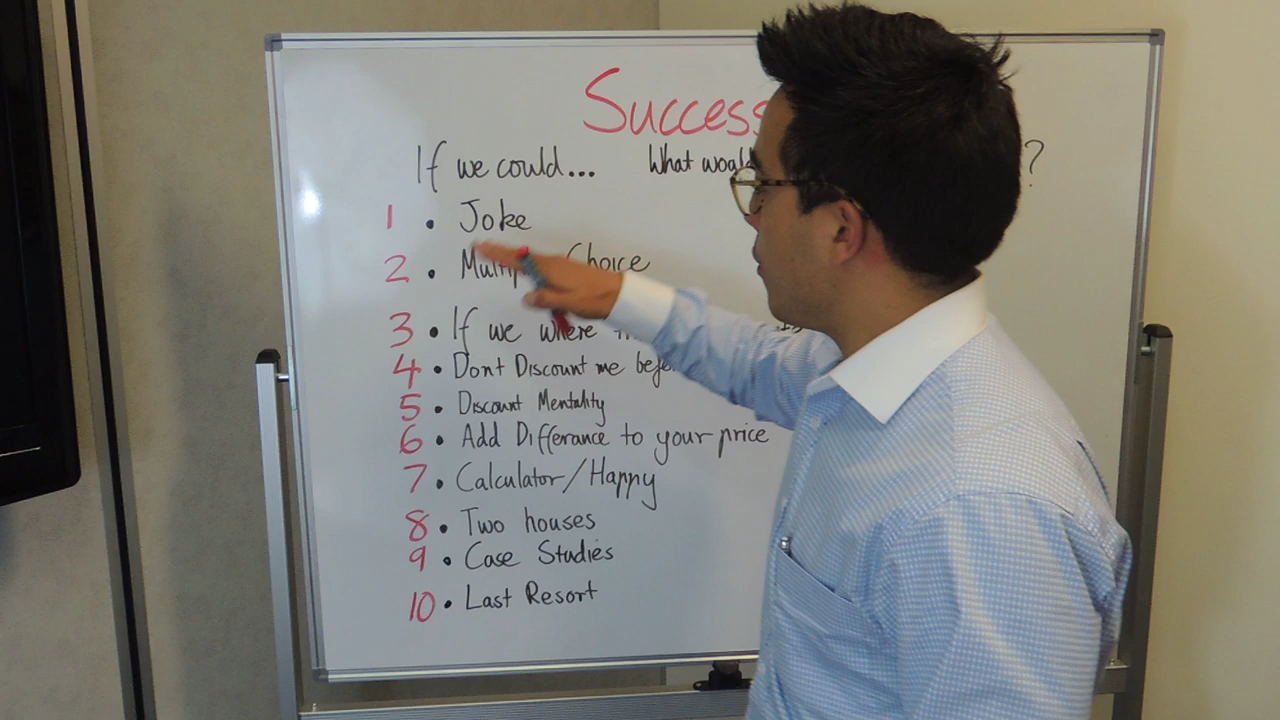 Success
If we could... What would ?
1 • Joke
2 • Choice
3 • If we where
4 • Dont Discount me
5 • Discount Mentality
6 • Add Differance to your price
7 • Calculator/Happy
8 • Two houses
9 • Case Studies
10 • Last Resort